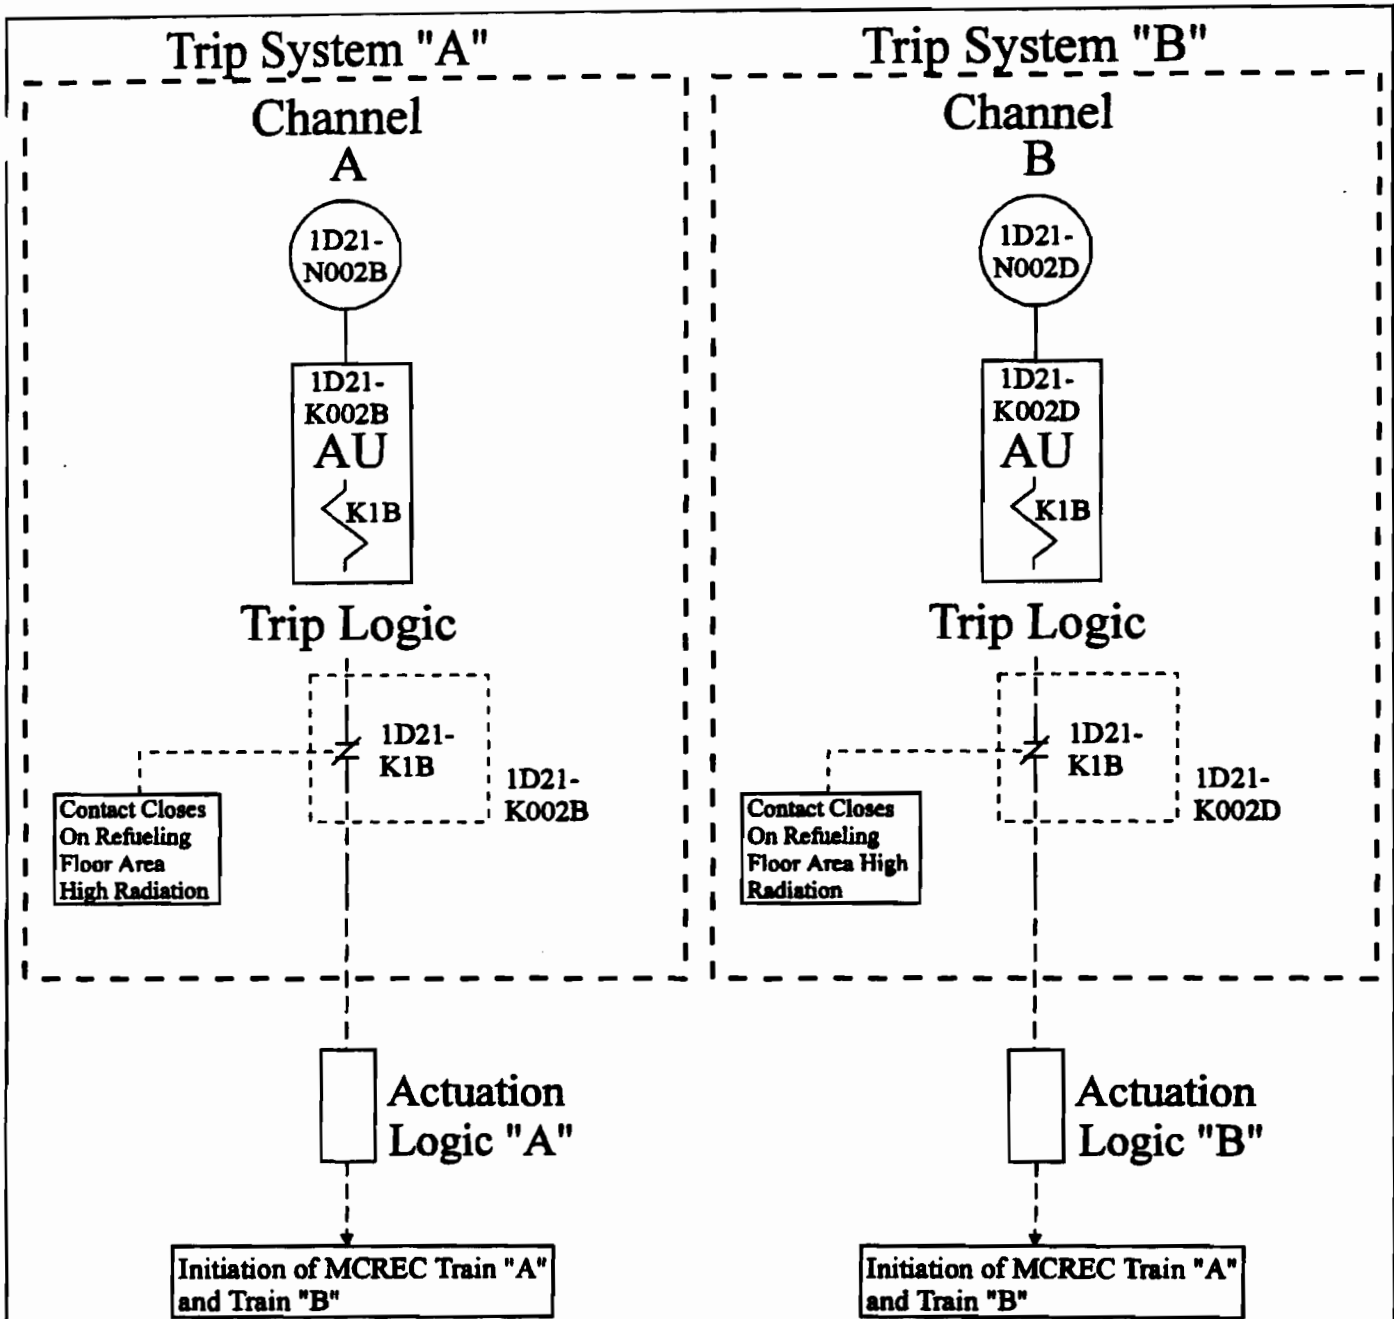 Trip System "A"
Channel
A
1D21-
N002B
1D21-
K002B
AU
K1B
Trip Logic
1D21-
K1B
1D21-
K002B
Contact Closes
On Refueling
Floor Area
High Radiation
Actuation
Logic "A"
Initiation of MCREC Train "A"
and Train "B"
Trip System "B"
Channel
B
1D21-
N002D
1D21-
K002D
AU
K1B
Trip Logic
1D21-
K1B
1D21-
K002D
Contact Closes
On Refueling
Floor Area High
Radiation
Actuation
Logic "B"
Initiation of MCREC Train "A"
and Train "B"